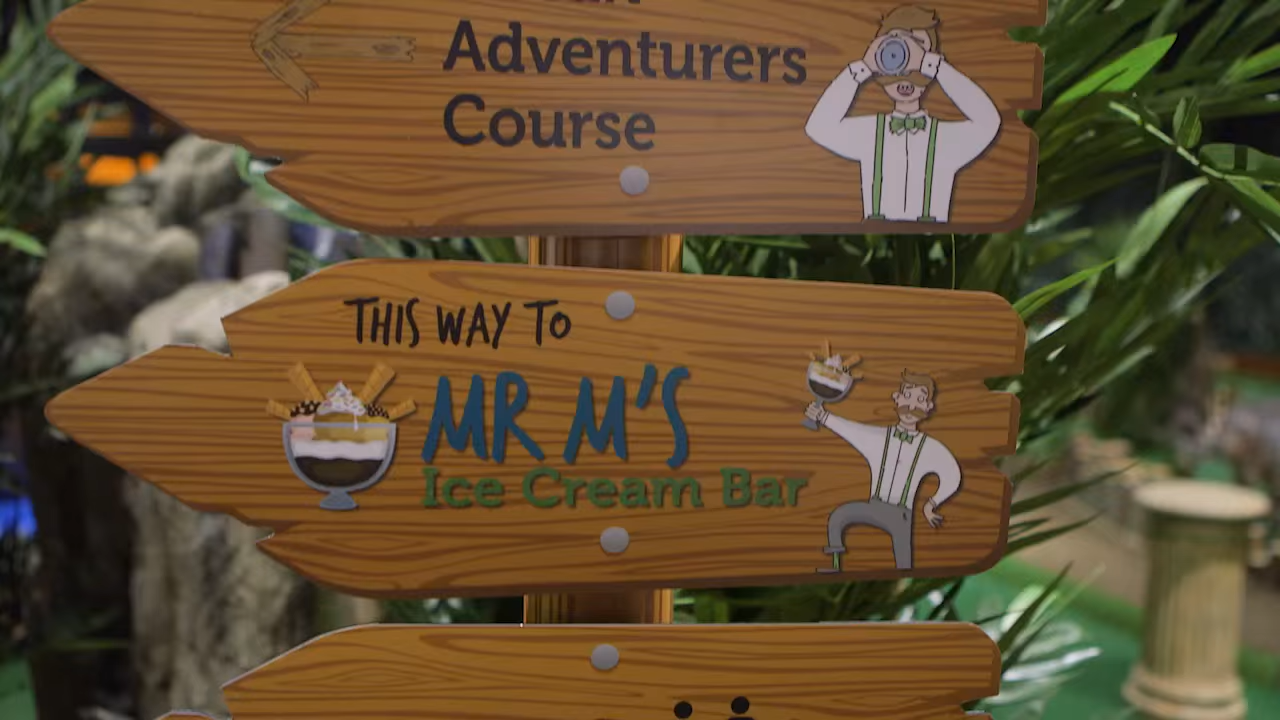 Adventurers
Course
THIS WAY TO
MR M'S
Ice Cream Bar